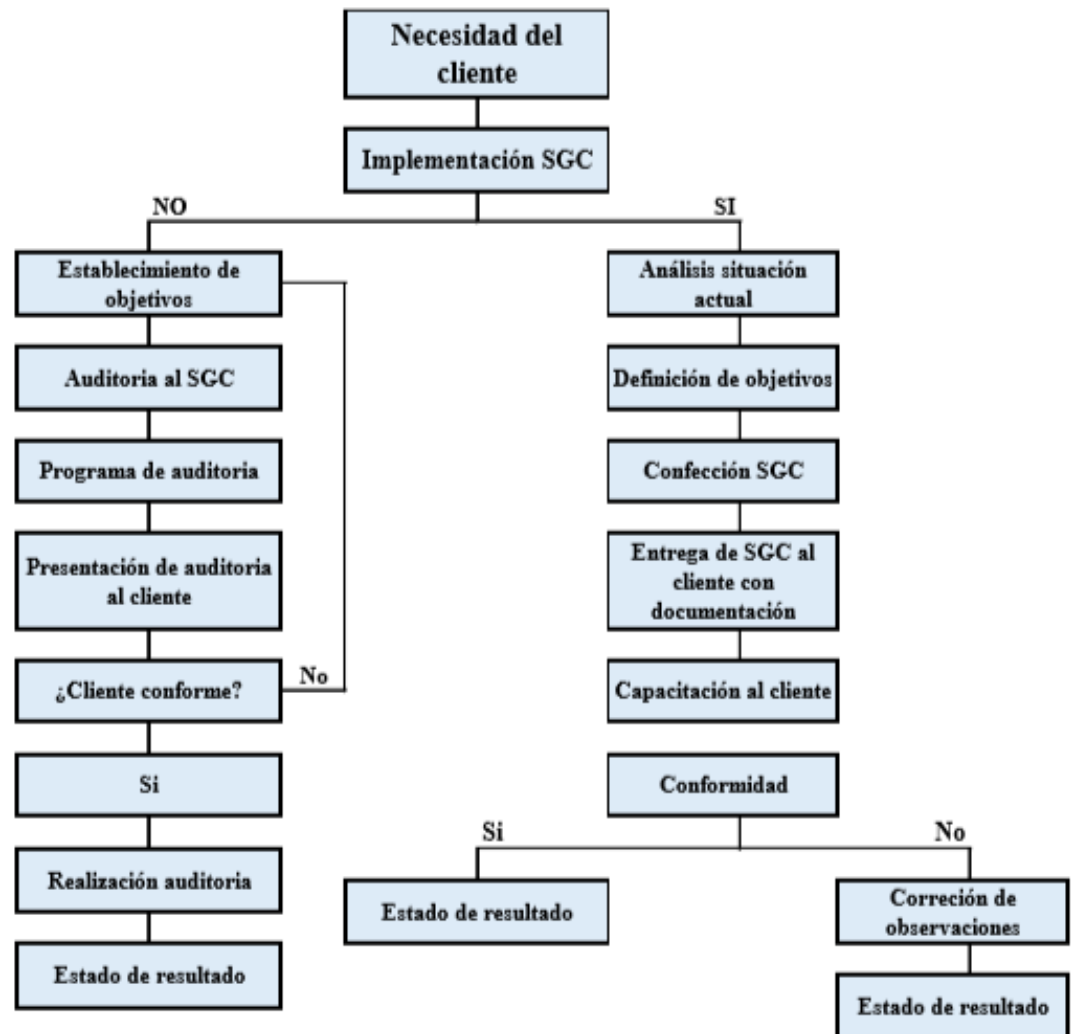 Necesidad del
cliente
Implementación SGC
NO
SI
Establecimiento de
objetivos
Auditoria al SGC
Programa de auditoria
Presentación de auditoria
al cliente
¿Cliente conforme?
No
Si
Realización auditoria
Estado de resultado
Análisis situación
actual
Definición de objetivos
Confección SGC
Entrega de SGC al
cliente con
documentación
Capacitación al cliente
Conformidad
Si
No
Estado de resultado
Correción de
observaciones
Estado de resultado